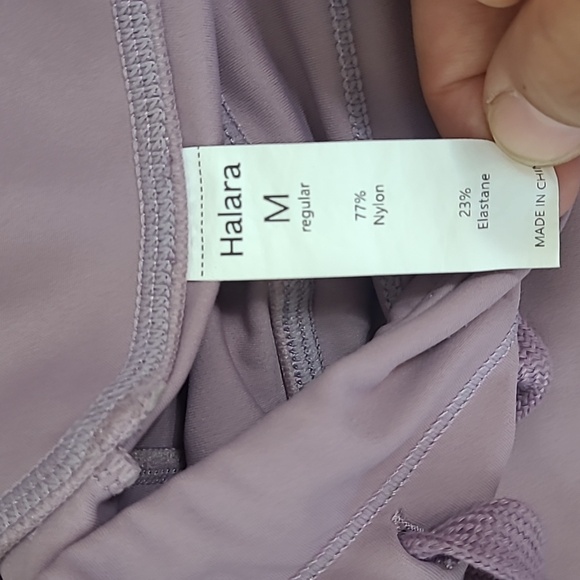 Halara
M
regular
77%
Nylon
23%
Elastane
MADE IN